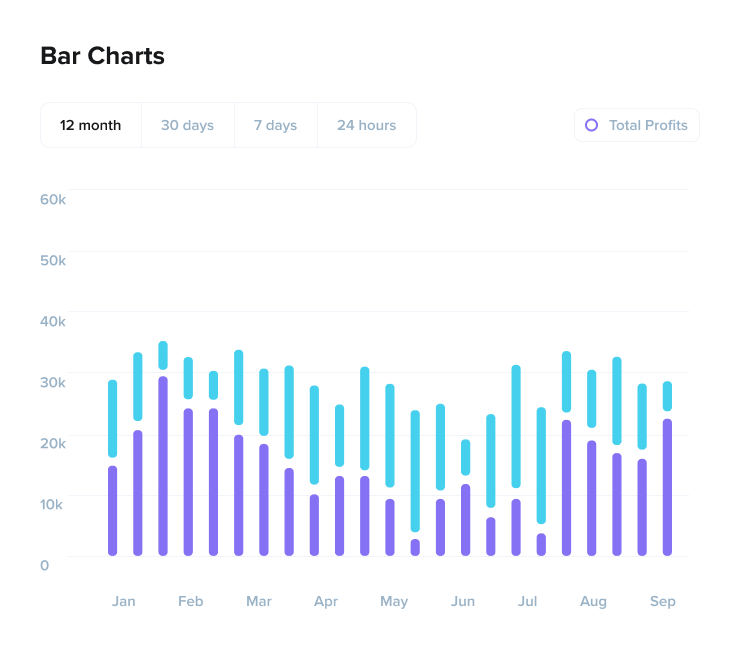 Bar Charts
12 month 30 days 7 days 24 hours
Total Profits
60k
50k
40k
30k
20k
10k
0
Jan Feb Mar Apr May Jun Jul Aug Sep